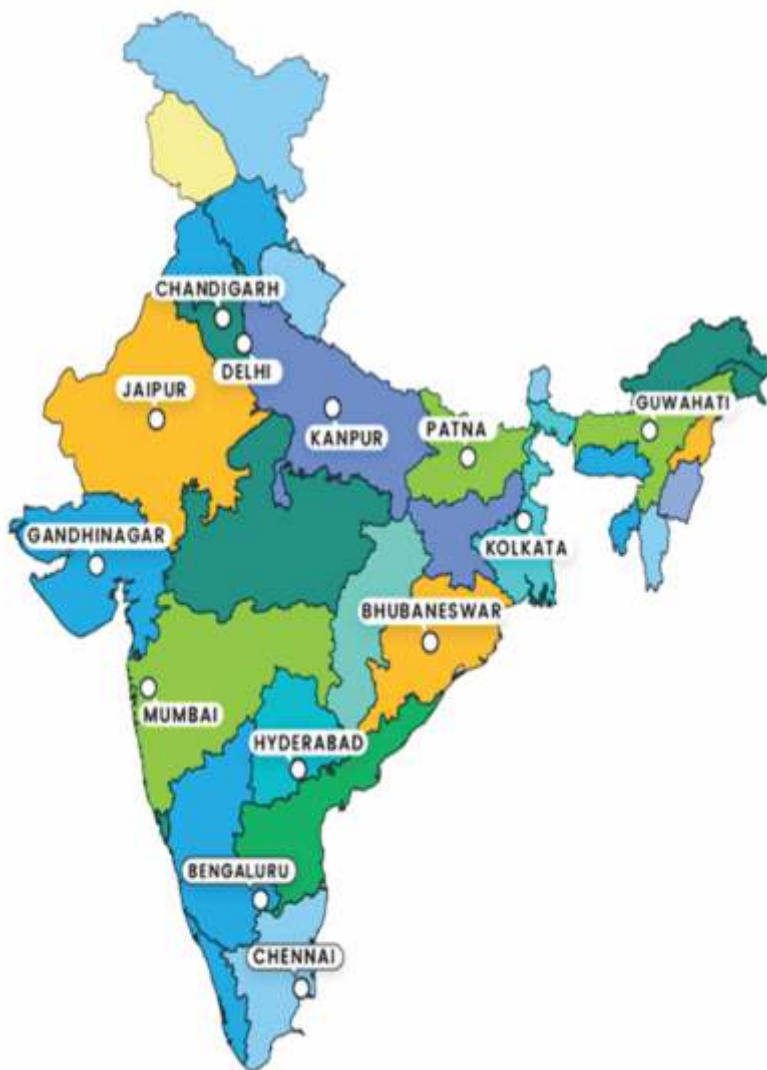 CHANDIGARH
DELHI
JAIPUR
KANPUR
PATNA
GUWAHATI
GANDHINAGAR
KOLKATA
BHUBANESWAR
MUMBAI
HYDERABAD
BENGALURU
CHENNAI